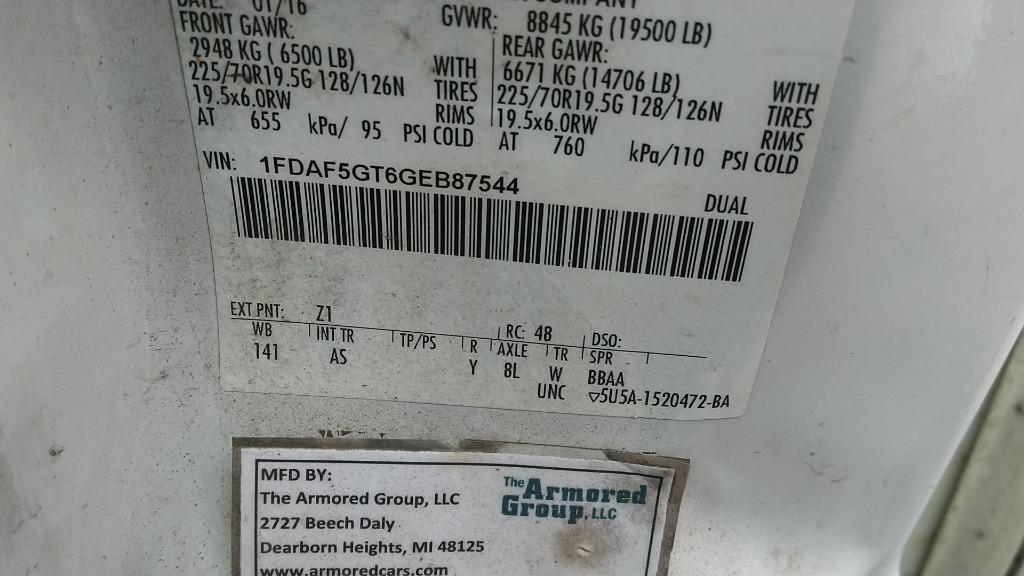 DATE: 01/16
GVWR: 8845 KG (19500 LB)
FRONT GAWR:
2948 KG ( 6500 LB) WITH
225/70R19.5G 128/126N TIRES
19.5x6.0RW RIMS
AT 655 kPa/ 95 PSI COLD
REAR GAWR:
6671 KG (14706 LB) WITH
225/70R19.5G 128/126N TIRES
19.5x6.0RW RIMS
AT 760 kPa/110 PSI COLD
VIN: 1FDAF5GT6GEB87544
DUAL
EXT PNT: Z1 RC: 48 DSO:
WB INT TR TP/PS R AXLE TR SPR
141 AS Y 8L W BBAA
UNC ▽5U5A-1520472-BA
MFD BY:
The Armored Group, LLC
2727 Beech Daly
Dearborn Heights, MI 48125
www.armoredcars.com
The Armored
Group, LLC